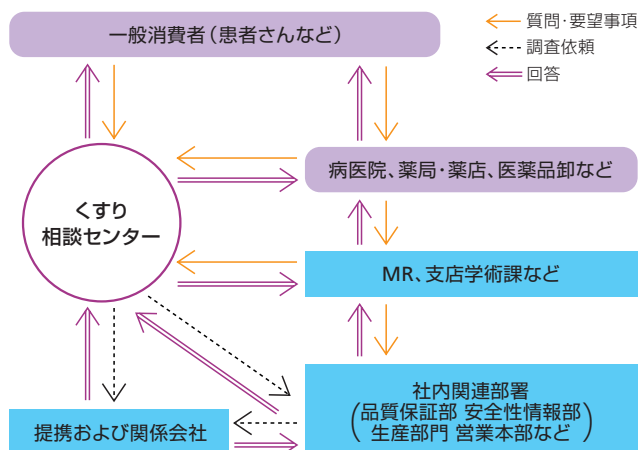 一般消費者（患者さんなど）
質問・要望事項
調査依頼
回答
病医院、薬局・薬店、医薬品卸など
くすり
相談センター
MR、支店学術課など
社内関連部署
（品質保証部 安全性情報部
生産部門 営業本部など）
提携および関係会社